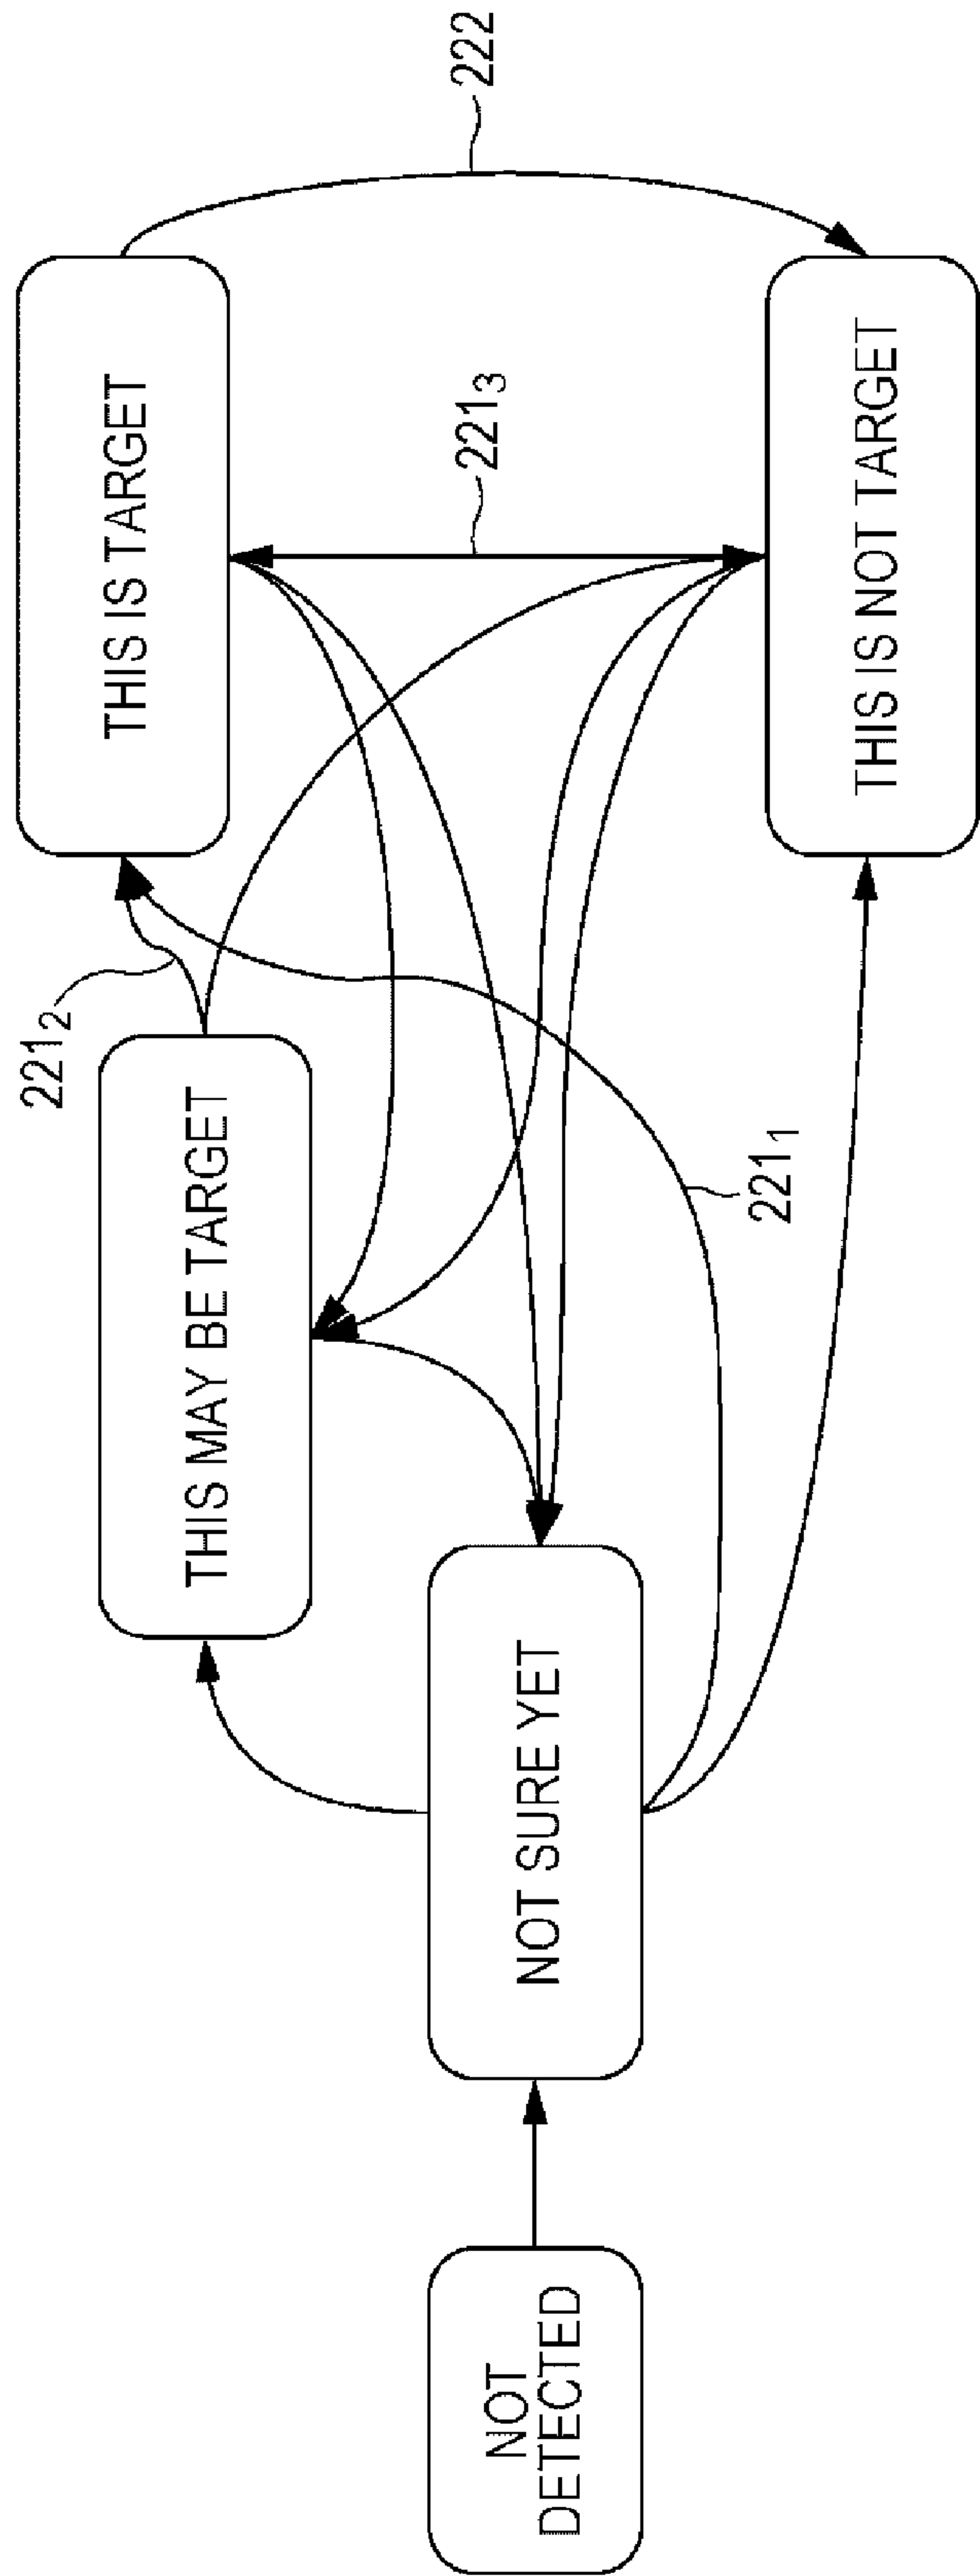 NOT
DETECTED
NOT SURE YET
THIS MAY BE TARGET
THIS IS TARGET
THIS IS NOT TARGET
221₁
221₂
221₃
222